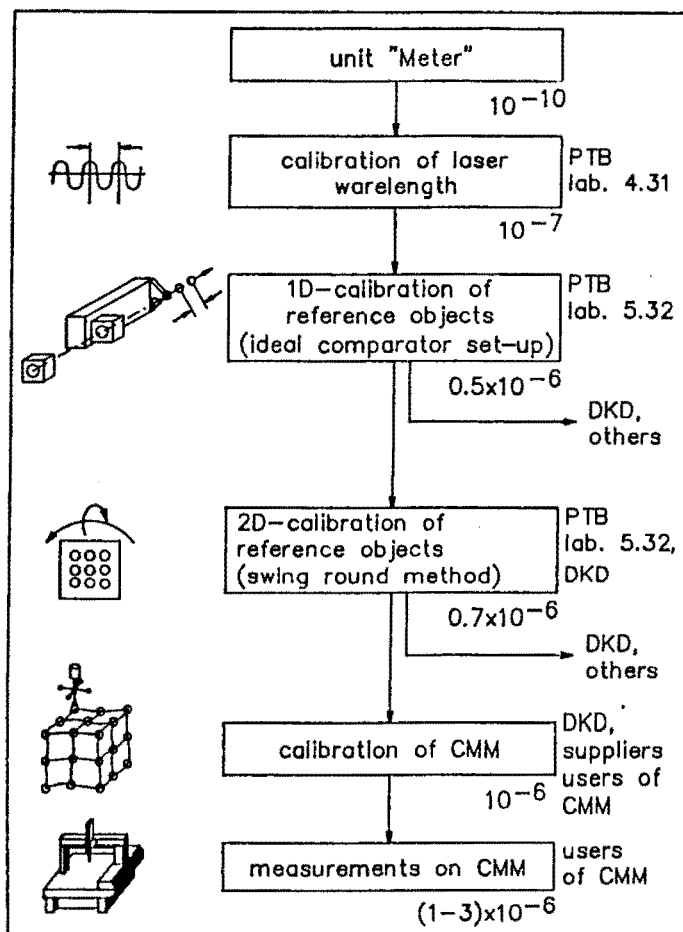 unit "Meter"
10⁻¹⁰
calibration of laser
warelength
PTB
lab. 4.31
10⁻⁷
1D-calibration of
reference objects
(ideal comparator set-up)
PTB
lab. 5.32
0.5x10⁻⁶
DKD,
others
2D-calibration of
reference objects
(swing round method)
PTB
lab. 5.32,
DKD
0.7x10⁻⁶
DKD,
others
calibration of CMM
DKD,
suppliers
users of
CMM
10⁻⁶
measurements on CMM
users
of CMM
(1-3)x10⁻⁶